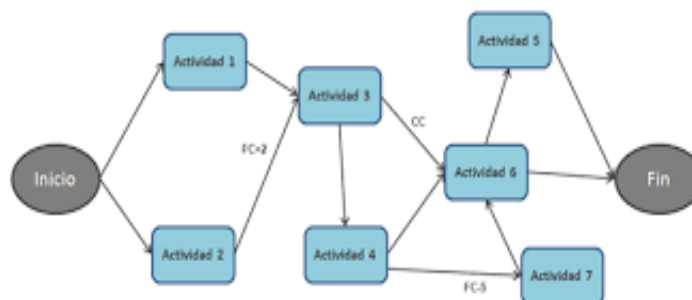 Actividad 5
Actividad 1
Actividad 3
CC
FC+2
Inicio
Actividad 6
Fin
Actividad 2
Actividad 4
Actividad 7
FC-5